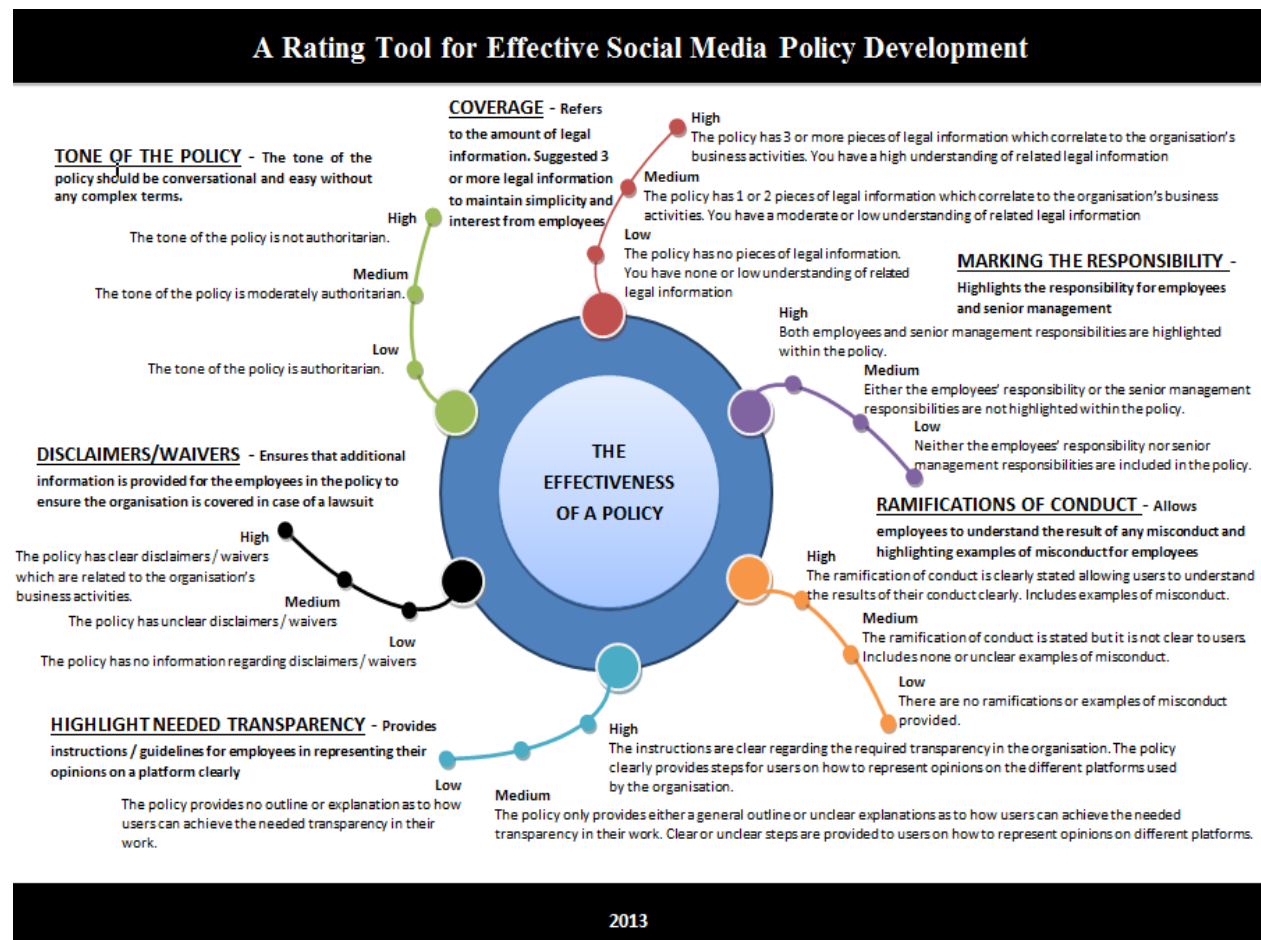 A Rating Tool for Effective Social Media Policy Development
TONE OF THE POLICY - The tone of the
policy should be conversational and easy without
any complex terms.
High
The tone of the policy is not authoritarian.
Medium
The tone of the policy is moderately authoritarian.
Low
The tone of the policy is authoritarian.
COVERAGE - Refers
to the amount of legal
information. Suggested 3
or more legal information
to maintain simplicity and
interest from employees
High
The policy has 3 or more pieces of legal information which correlate to the organisation's
business activities. You have a high understanding of related legal information
Medium
The policy has 1 or 2 pieces of legal information which correlate to the organisation's business
activities. You have a moderate or low understanding of related legal information
Low
The policy has no pieces of legal information.
You have none or low understanding of related
legal information
MARKING THE RESPONSIBILITY -
Highlights the responsibility for employees
and senior management
High
Both employees and senior management responsibilities are highlighted
within the policy.
Medium
Either the employees' responsibility or the senior management
responsibilities are not highlighted within the policy.
Low
Neither the employees' responsibility nor senior
management responsibilities are included in the policy.
THE
EFFECTIVENESS
OF A POLICY
DISCLAIMERS/WAIVERS - Ensures that additional
information is provided for the employees in the policy to
ensure the organisation is covered in case of a lawsuit
High
The policy has clear disclaimers / waivers
which are related to the organisation's
business activities.
Medium
The policy has unclear disclaimers / waivers
Low
The policy has no information regarding disclaimers / waivers
RAMIFICATIONS OF CONDUCT - Allows
employees to understand the result of any misconduct and
highlighting examples of misconduct for employees
High
The ramification of conduct is clearly stated allowing users to understand
the results of their conduct clearly. Includes examples of misconduct.
Medium
The ramification of conduct is stated but it is not clear to users.
Includes none or unclear examples of misconduct.
Low
There are no ramifications or examples of misconduct
provided.
HIGHLIGHT NEEDED TRANSPARENCY - Provides
instructions / guidelines for employees in representing their
opinions on a platform clearly
High
The instructions are clear regarding the required transparency in the organisation. The policy
clearly provides steps for users on how to represent opinions on the different platforms used
by the organisation.
Medium
The policy only provides either a general outline or unclear explanations as to how users can achieve the needed
transparency in their work. Clear or unclear steps are provided to users on how to represent opinions on different platforms.
Low
The policy provides no outline or explanation as to how
users can achieve the needed transparency in their
work.
2013